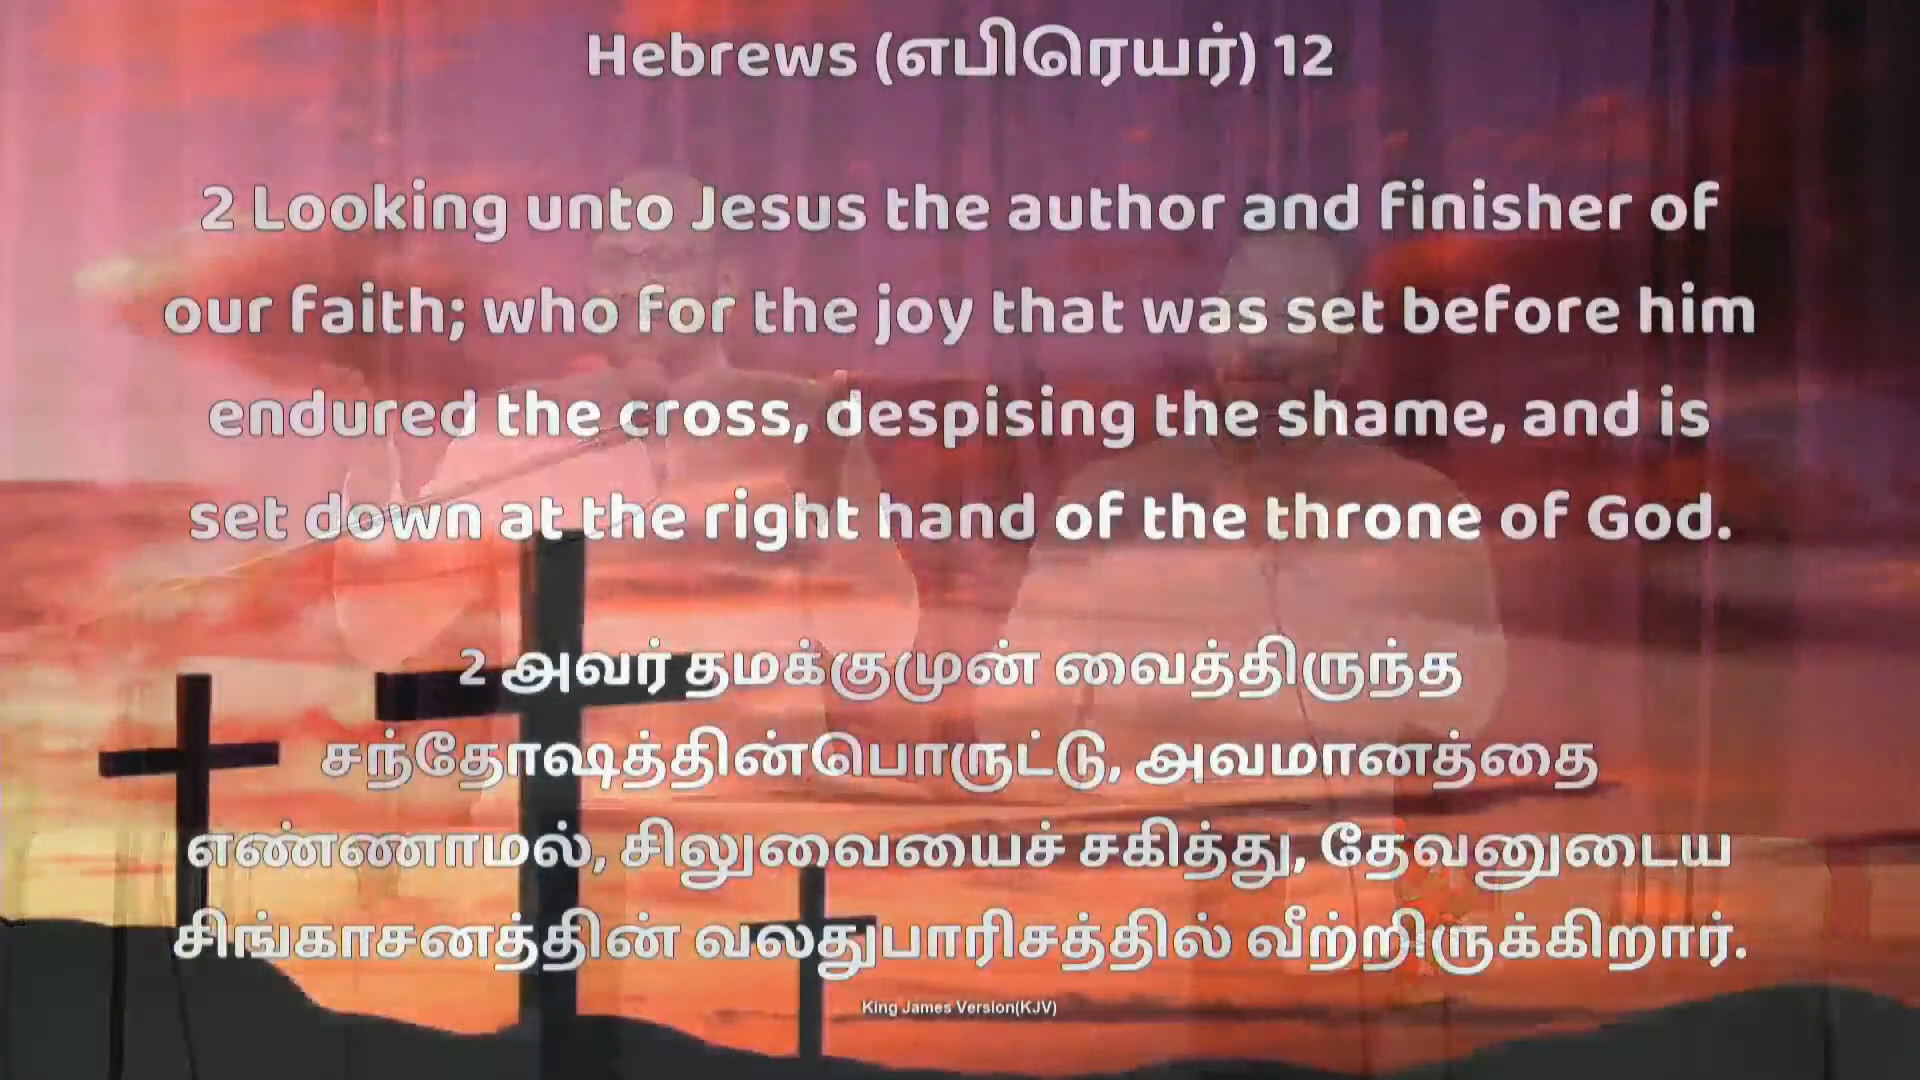 Hebrews (எபிரெயர்) 12
2 Looking unto Jesus the author and finisher of
our faith; who for the joy that was set before him
endured the cross, despising the shame, and is
set down at the right hand of the throne of God.
2 அவர் தமக்குமுன் வைத்திருந்த
சந்தோஷத்தின்பொருட்டு, அவமானத்தை
எண்ணாமல், சிலுவையைச் சகித்து, தேவனுடைய
சிங்காசனத்தின் வலதுபாரிசத்தில் வீற்றிருக்கிறார்.
King James Version(KJV)